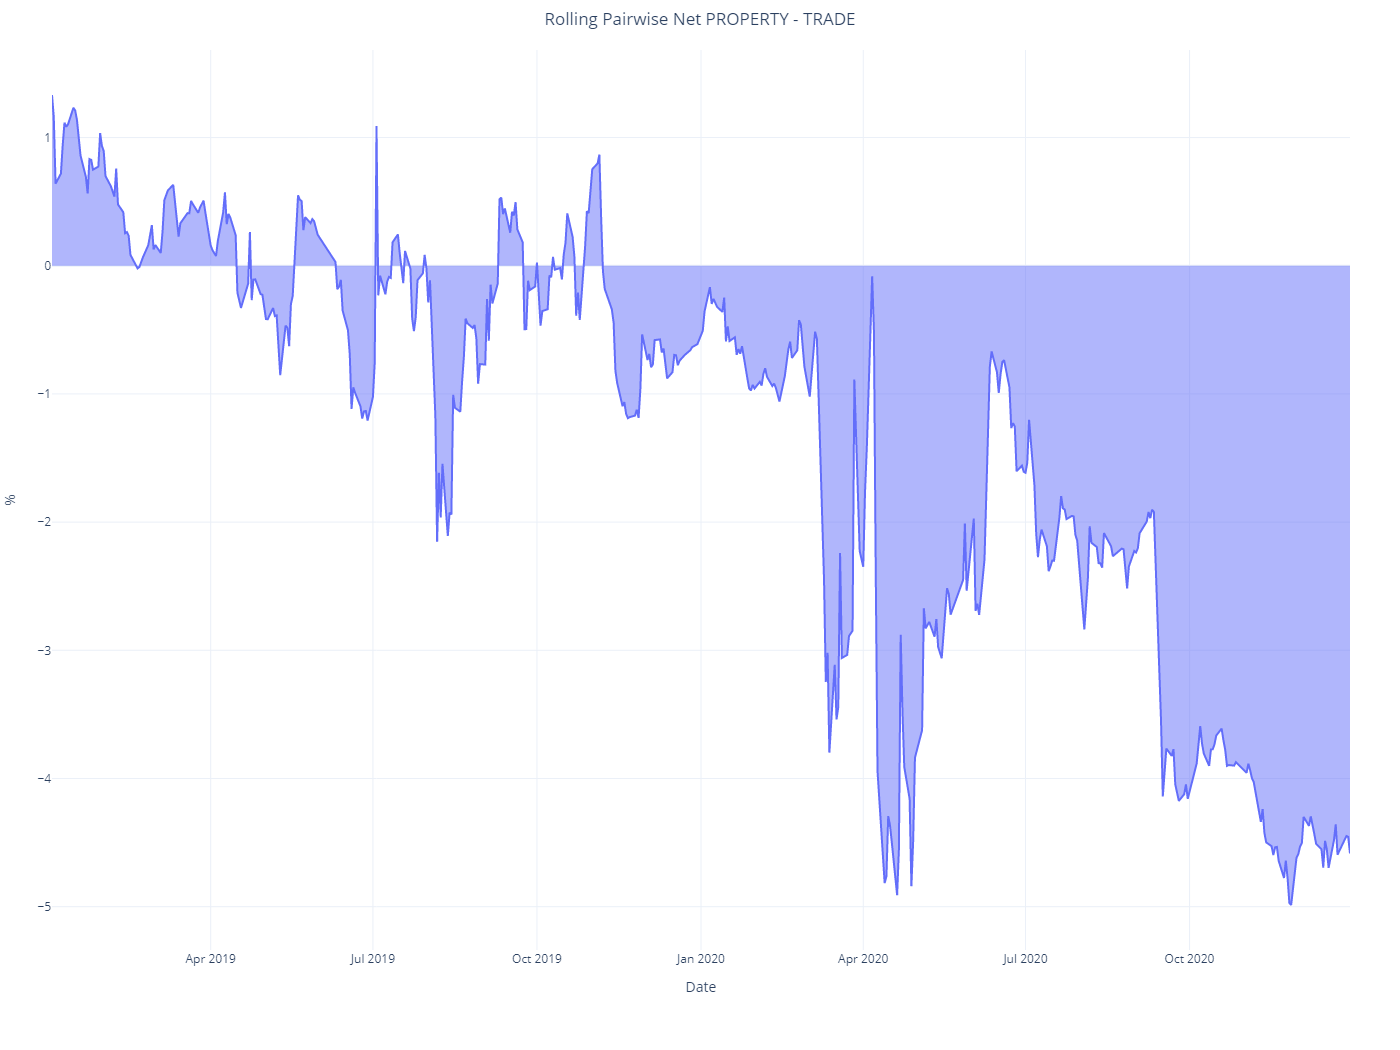 Rolling Pairwise Net PROPERTY - TRADE
1
0
−1
−2
−3
−4
−5
%
Apr 2019
Jul 2019
Oct 2019
Jan 2020
Apr 2020
Jul 2020
Oct 2020
Date